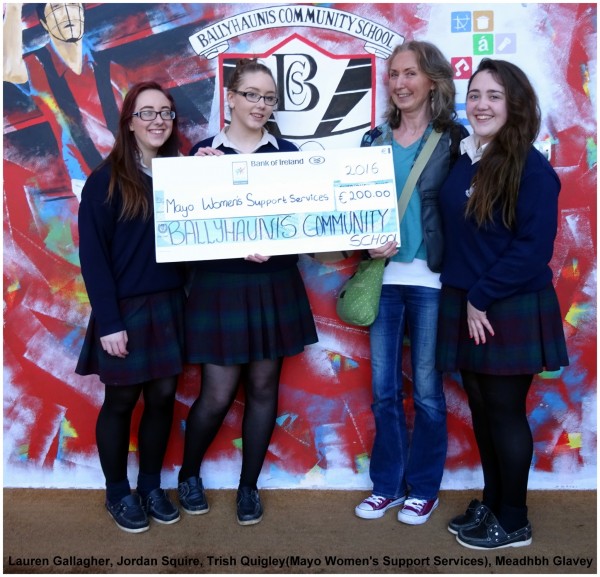 BALLYHAUNIS COMMUNITY SCHOOL
BCS
á
Bank of Ireland
2016
Mayo Women's Support Services
€200.00
BALLYHAUNIS COMMUNITY
SCHOOL
Lauren Gallagher, Jordan Squire, Trish Quigley(Mayo Women's Support Services), Meadhbh Glavey